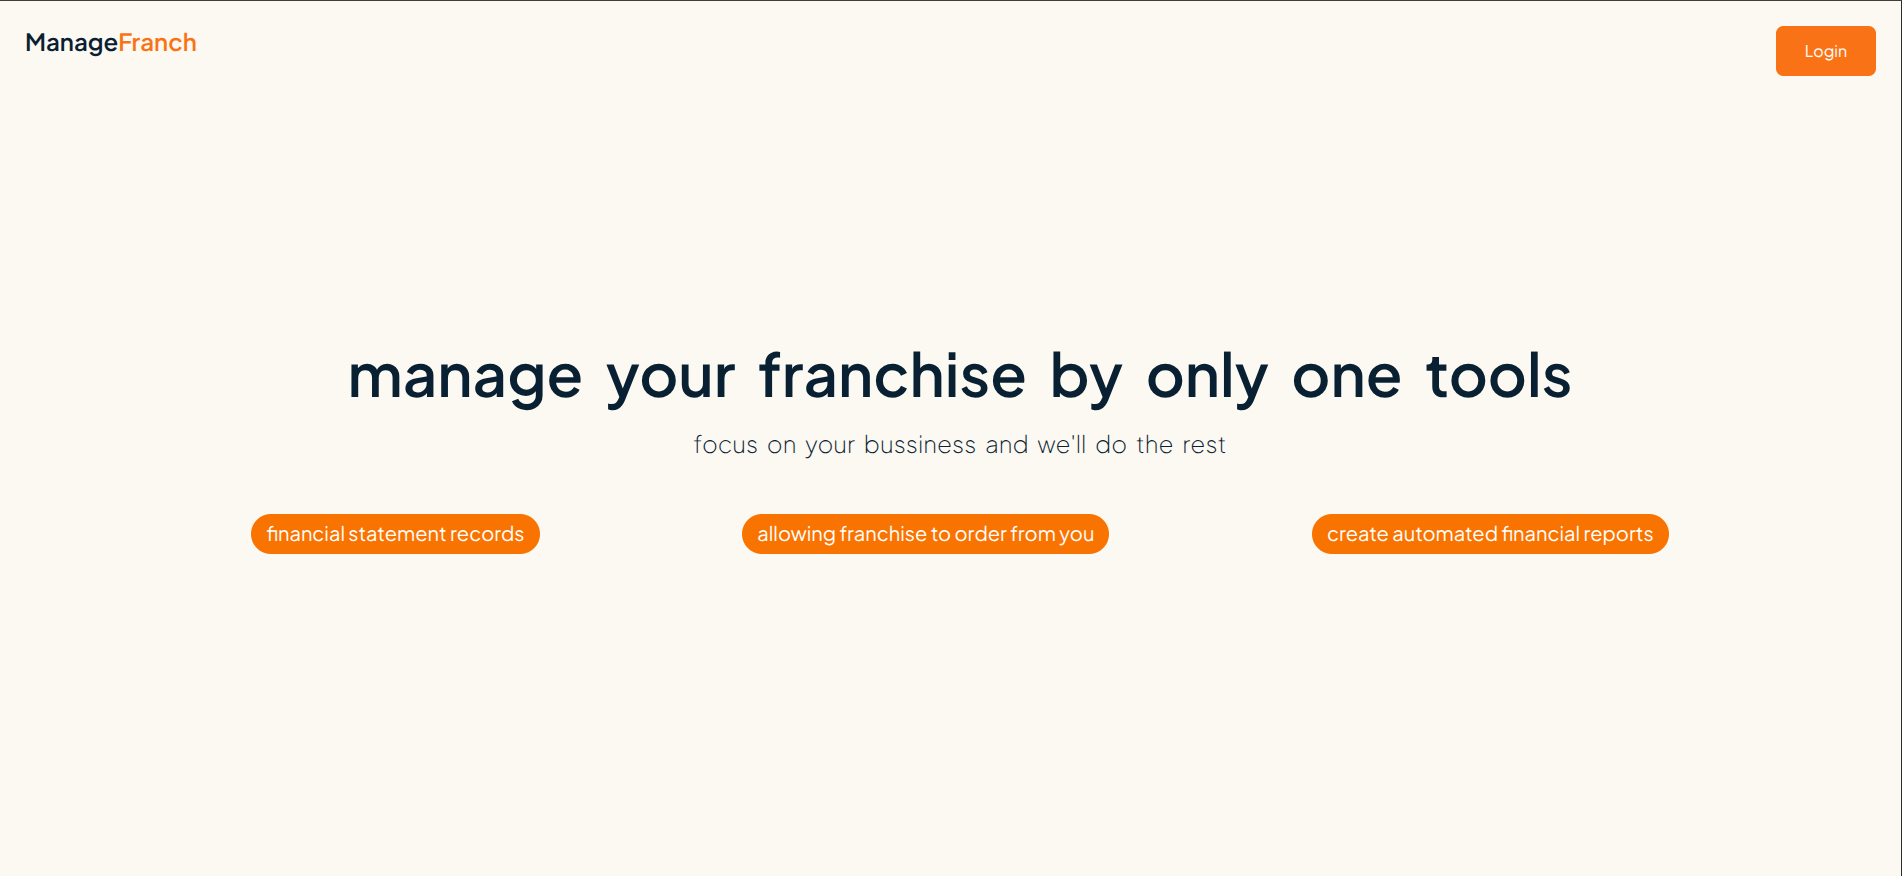 ManageFranch
Login
manage your franchise by only one tools
focus on your bussiness and we'll do the rest
financial statement records
allowing franchise to order from you
create automated financial reports